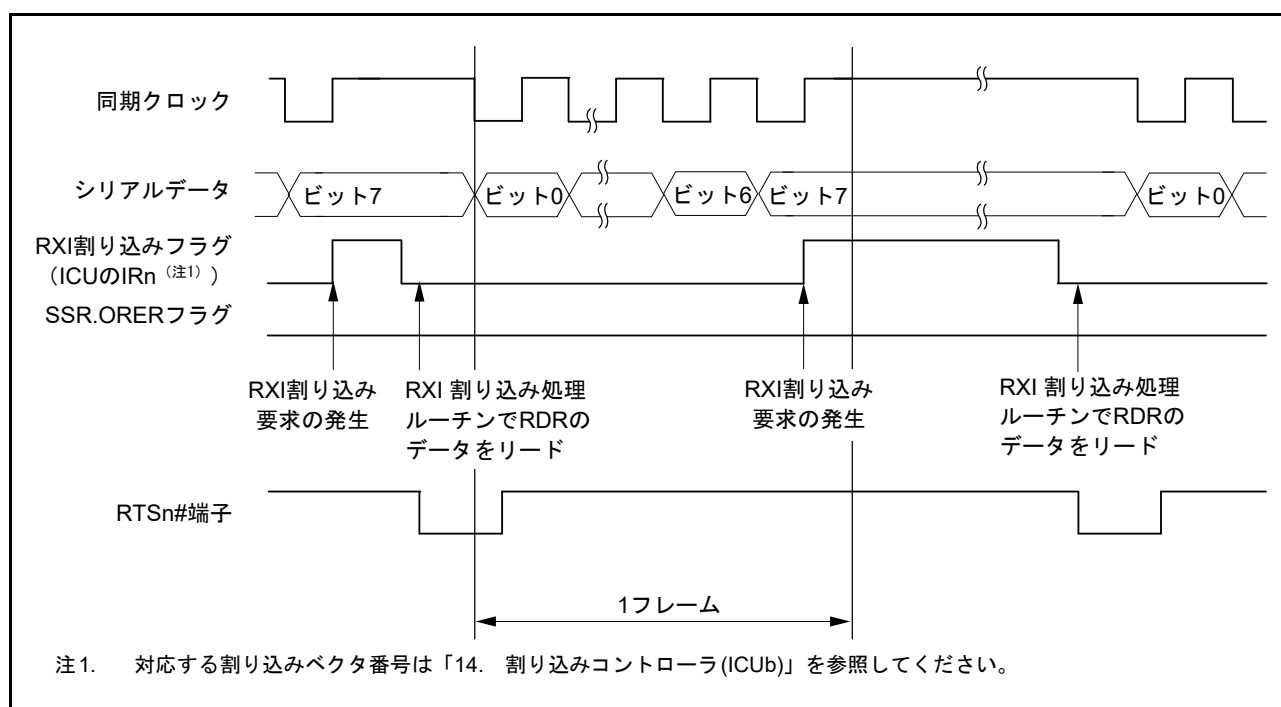 同期クロック
シリアルデータ
ビット7
ビット0
ビット6
ビット7
ビット0
RXI割り込みフラグ
（ICUのIRn（注1））
SSR.ORERフラグ
RXI割り込み
要求の発生
RXI 割り込み処理
ルーチンでRDRの
データをリード
RXI割り込み
要求の発生
RXI 割り込み処理
ルーチンでRDRの
データをリード
RTSn#端子
1フレーム
注1. 対応する割り込みベクタ番号は「14. 割り込みコントローラ(ICUb)」を参照してください。